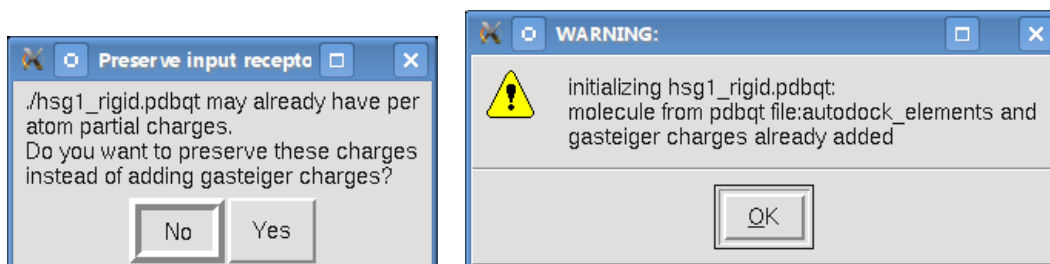 Preserve input recepto
./hsg1_rigid.pdbqt may already have per
atom partial charges.
Do you want to preserve these charges
instead of adding gasteiger charges?
No
Yes
WARNING:
initializing hsg1_rigid.pdbqt:
molecule from pdbqt file:autodock_elements and
gasteiger charges already added
OK